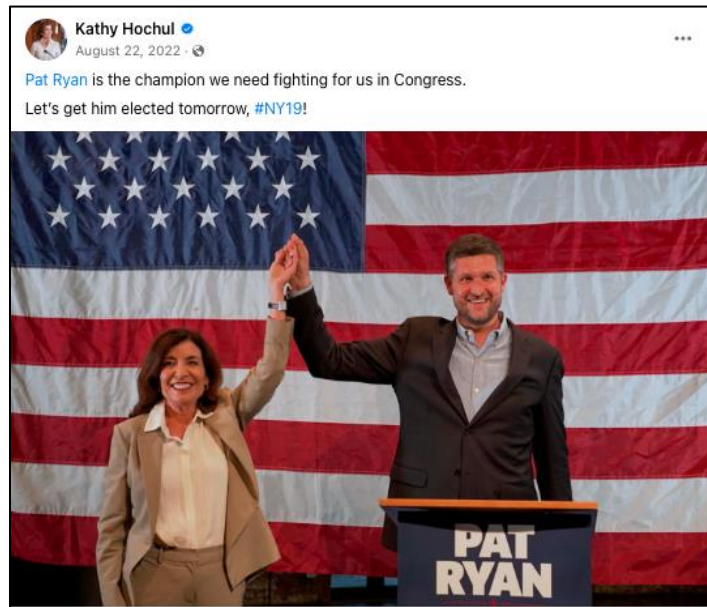 Kathy Hochul
August 22, 2022 ·
Pat Ryan is the champion we need fighting for us in Congress.
Let's get him elected tomorrow, #NY19!
PAT
RYAN